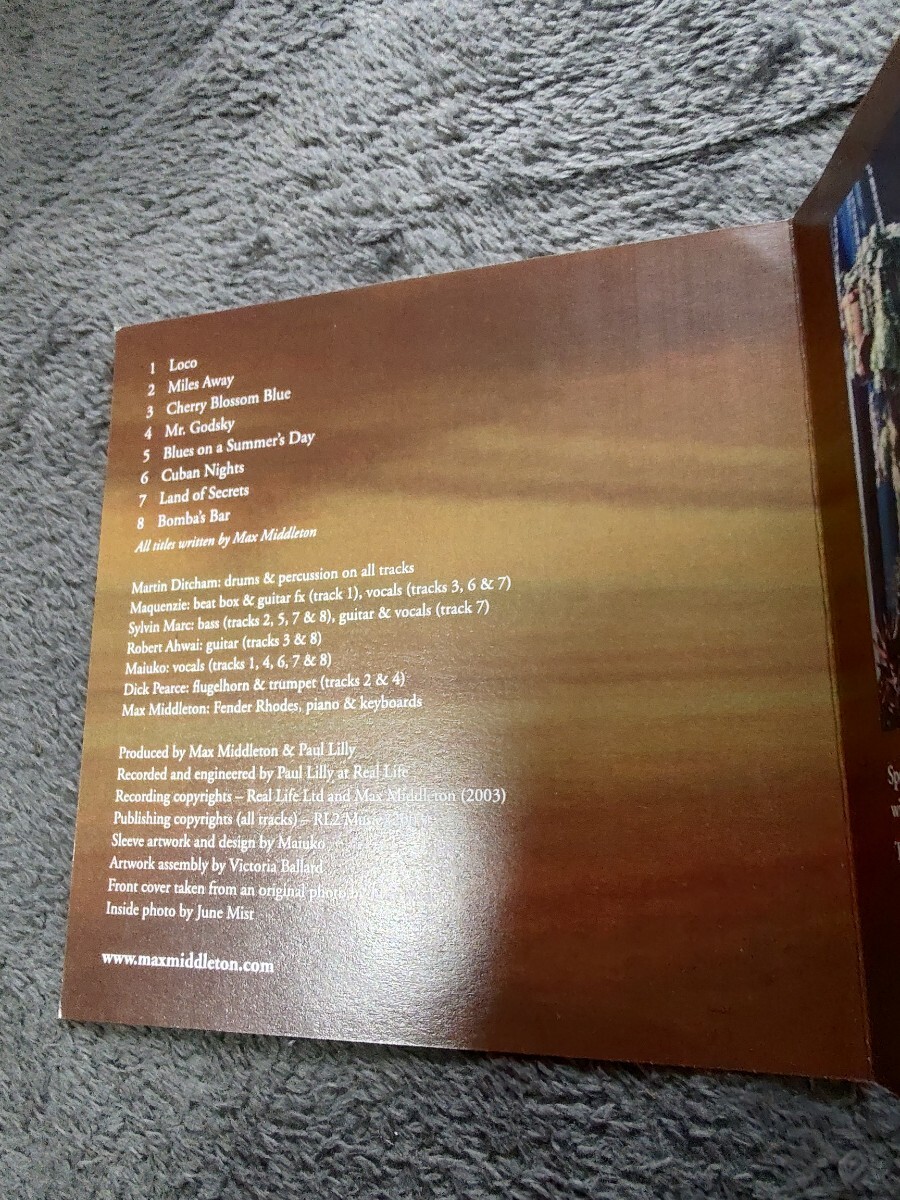 1 Loco
2 Miles Away
3 Cherry Blossom Blue
4 Mr. Godsky
5 Blues on a Summer's Day
6 Cuban Nights
7 Land of Secrets
8 Bomba's Bar
All titles written by Max Middleton
Martin Ditcham: drums & percussion on all tracks
Maquenzie: beat box & guitar fx (track 1), vocals (tracks 3, 6 & 7)
Sylvin Marc: bass (tracks 2, 5, 7 & 8), guitar & vocals (track 7)
Robert Ahwai: guitar (tracks 3 & 8)
Maiuko: vocals (tracks 1, 4, 6, 7 & 8)
Dick Pearce: flugelhorn & trumpet (tracks 2 & 4)
Max Middleton: Fender Rhodes, piano & keyboards
Produced by Max Middleton & Paul Lilly
Recorded and engineered by Paul Lilly at Real Life
Recording copyrights – Real Life Ltd and Max Middleton (2003)
Publishing copyrights (all tracks) – RL2 Music
Sleeve artwork and design by Maiuko
Artwork assembly by Victoria Ballard
Front cover taken from an original photo by
Inside photo by June Mist
www.maxmiddleton.com